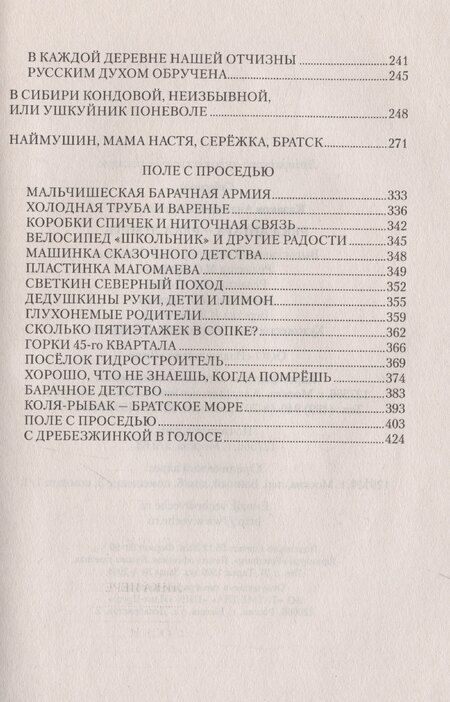 В КАЖДОЙ ДЕРЕВНЕ НАШЕЙ ОТЧИЗНЫ 241
РУССКИМ ДУХОМ ОБРУЧЕНА 245
В СИБИРИ КОНДОВОЙ, НЕИЗБЫВНОЙ,
ИЛИ УШКУЙНИК ПОНЕВОЛЕ 248
НАЙМУШИН, МАМА НАСТЯ, СЕРЁЖКА, БРАТСК 271
ПОЛЕ С ПРОСЕДЬЮ
МАЛЬЧИШЕСКАЯ БАРАЧНАЯ АРМИЯ 333
ХОЛОДНАЯ ТРУБА И ВАРЕНЬЕ 336
КОРОБКИ СПИЧЕК И НИТОЧНАЯ СВЯЗЬ 342
ВЕЛОСИПЕД «ШКОЛЬНИК» И ДРУГИЕ РАДОСТИ 345
МАШИНКА СКАЗОЧНОГО ДЕТСТВА 348
ПЛАСТИНКА МАГОМАЕВА 349
СВЕТКИН СЕВЕРНЫЙ ПОХОД 352
ДЕДУШКИНЫ РУКИ, ДЕТИ И ЛИМОН 355
ГЛУХОНЕМЫЕ РОДИТЕЛИ 359
СКОЛЬКО ПЯТИЭТАЖЕК В СОПКЕ? 362
ГОРКИ 45-го КВАРТАЛА 366
ПОСЁЛОК ГИДРОСТРОИТЕЛЬ 369
ХОРОШО, ЧТО НЕ ЗНАЕШЬ, КОГДА ПОМРЁШЬ 374
БАРАЧНОЕ ДЕТСТВО 383
КОЛЯ-РЫБАК – БРАТСКОЕ МОРЕ 393
ПОЛЕ С ПРОСЕДЬЮ 403
С ДРЕБЕЗЖИНКОЙ В ГОЛОСЕ 424